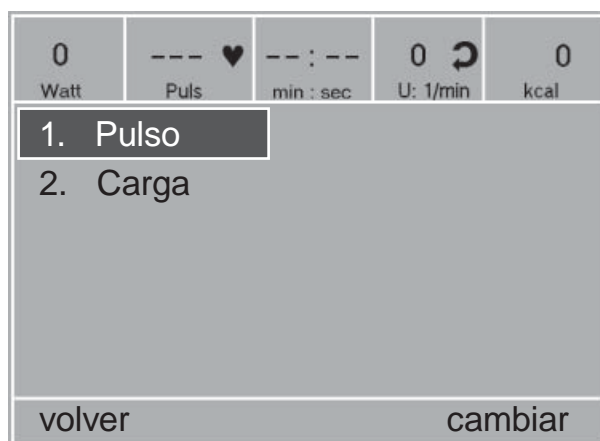 0 --- ♥ --:-- 0 0
Watt Puls min : sec U: 1/min kcal
1. Pulso
2. Carga
volver cambiar